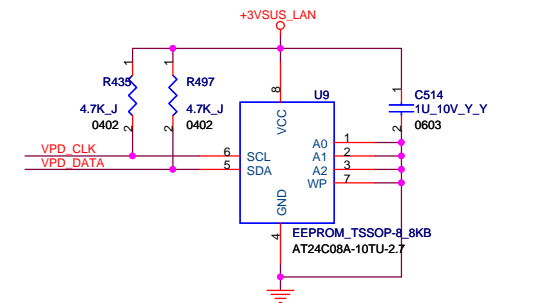 +3VSUS_LAN
1
1
R435
R497
4.7K_J
4.7K_J
0402
0402
2
2
8
U9
VCC
1
C514
1U_10V_Y_Y
0603
2
VPD_CLK
VPD_DATA
6
5
SCL
SDA
A0
A1
A2
WP
1
2
3
7
GND
4
EEPROM_TSSOP-8_8KB
AT24C08A-10TU-2.7